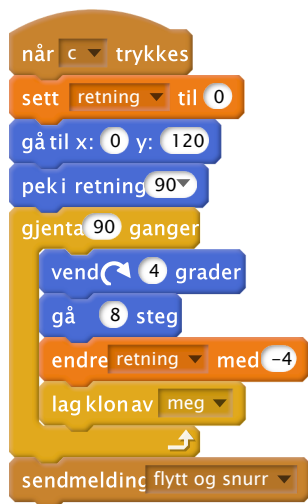 når c trykkes
sett retning til 0
gå til x: 0 y: 120
pek i retning 90
gjenta 90 ganger
vend 4 grader
gå 8 steg
endre retning med -4
lag klon av meg
send melding flytt og snurr